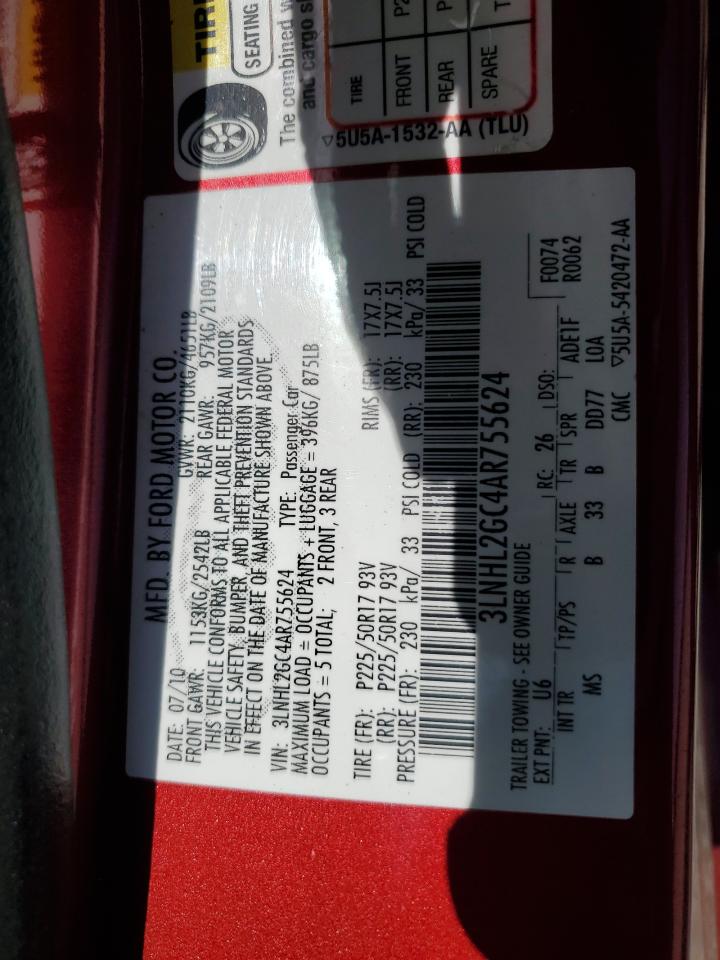 MFD. BY FORD MOTOR CO.
DATE: 07/10 GVWR: 2110KG/4651LB
FRONT GAWR: 1153KG/2542LB REAR GAWR: 957KG/2109LB
THIS VEHICLE CONFORMS TO ALL APPLICABLE FEDERAL MOTOR
VEHICLE SAFETY, BUMPER, AND THEFT PREVENTION STANDARDS
IN EFFECT ON THE DATE OF MANUFACTURE SHOWN ABOVE.
VIN: 3LNHL2GC4AR755624 TYPE: Passenger Car
MAXIMUM LOAD = OCCUPANTS + LUGGAGE = 396KG/ 875LB
OCCUPANTS = 5 TOTAL; 2 FRONT, 3 REAR
TIRE (FR): P225/50R17 93V RIMS (FR): 17X7.5J
(RR): P225/50R17 93V (RR): 17X7.5J
PRESSURE (FR): 230 kPa/ 33 PSI COLD (RR): 230 kPa/ 33 PSI COLD
3LNHL2GC4AR755624
TRAILER TOWING - SEE OWNER GUIDE F0074
EXT PNT: U6 RC: 26 DSO: R0062
INT TR TP/PS R AXLE TR SPR ADE1F
MS B 33 B DD77 LOA
CMC ▽5U5A-5420472-AA
TIRE
SEATING
The combined w
and cargo s
TIRE
FRONT P2
REAR P
SPARE T
▽5U5A-1532-AA (TLU)